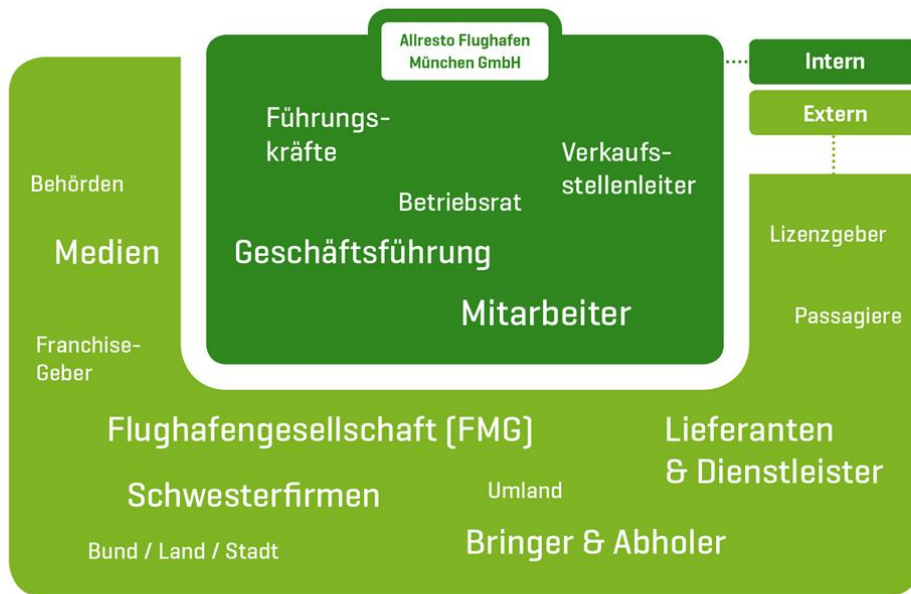 Allresto Flughafen
München GmbH
Intern
Extern
Führungs-
kräfte
Verkaufs-
stellenleiter
Betriebsrat
Geschäftsführung
Mitarbeiter
Behörden
Medien
Franchise-
Geber
Lizenzgeber
Passagiere
Flughafengesellschaft (FMG)
Lieferanten
& Dienstleister
Schwesterfirmen
Umland
Bund / Land / Stadt
Bringer & Abholer